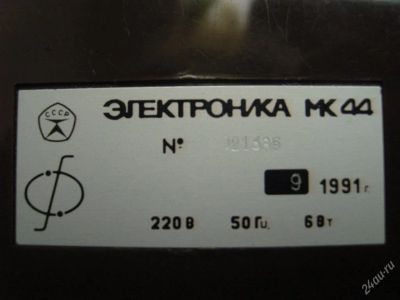 СССР
ЭЛЕКТРОНИКА МК 44
№
9 1991 г.
220 В 50 Гц 6 Вт
24au.ru